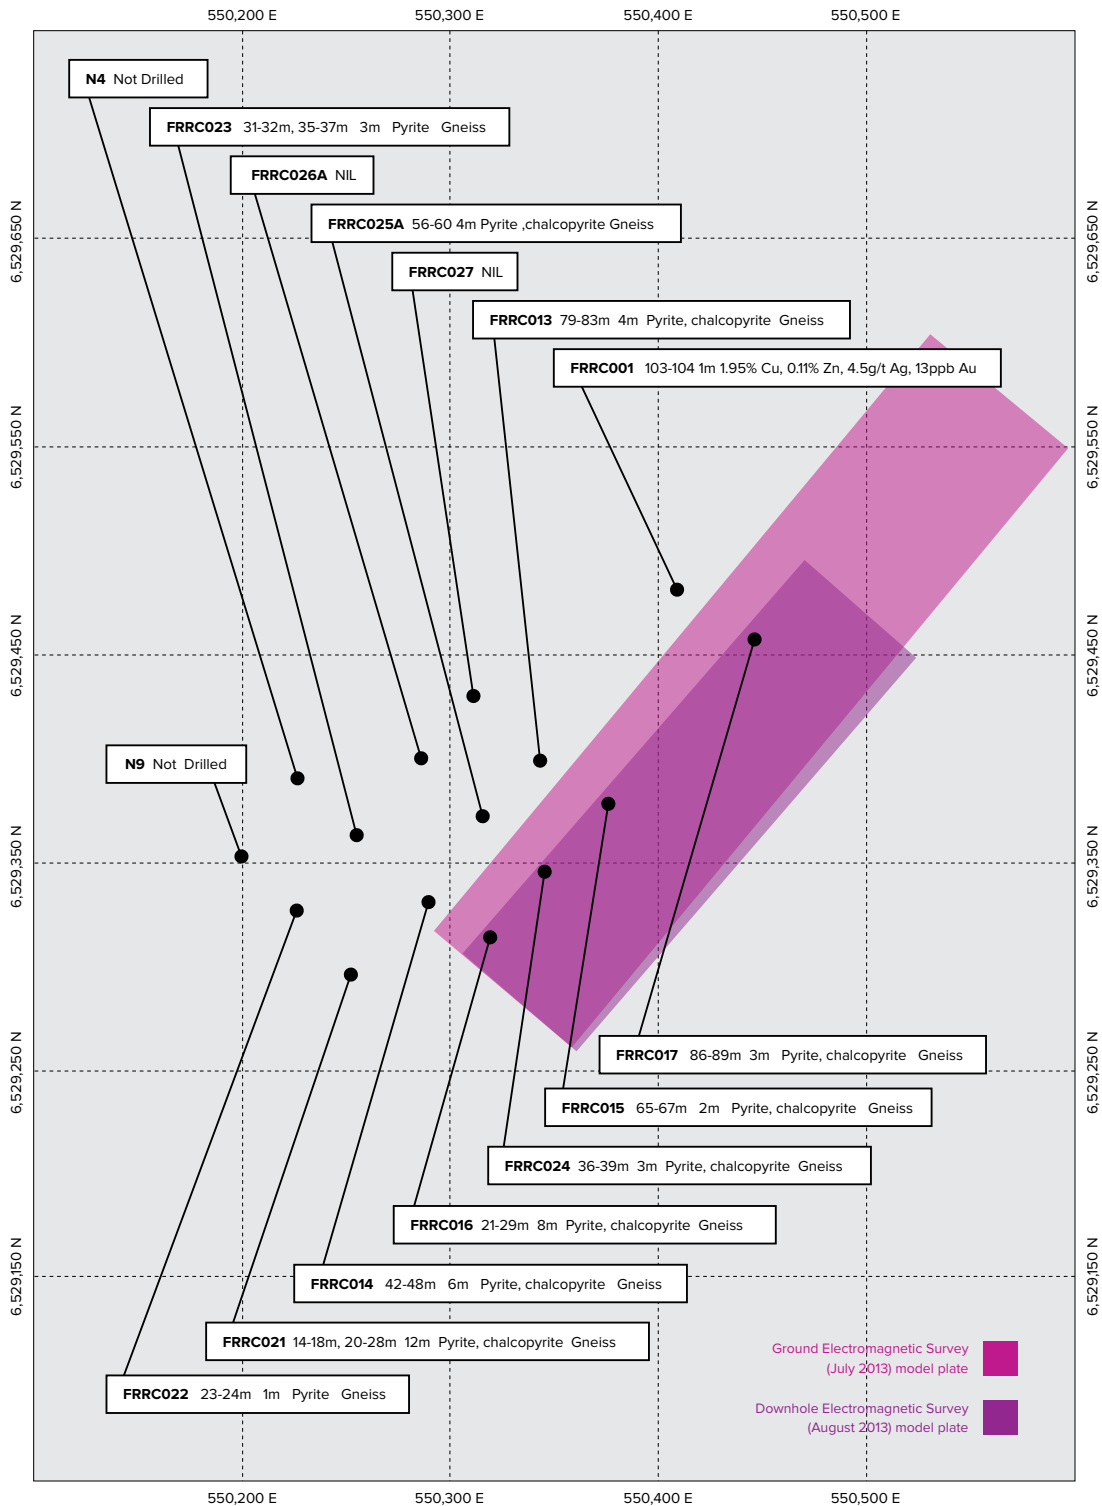 550,200 E
550,300 E
550,400 E
550,500 E
N4 Not Drilled
FRRC023 31-32m, 35-37m 3m Pyrite Gneiss
FRRC026A NIL
FRRC025A 56-60 4m Pyrite ,chalcopyrite Gneiss
6,529,650 N
6,529,650 N
FRRC027 NIL
FRRC013 79-83m 4m Pyrite, chalcopyrite Gneiss
FRRC001 103-104 1m 1.95% Cu, 0.11% Zn, 4.5g/t Ag, 13ppb Au
6,529,550 N
6,529,550 N
6,529,450 N
6,529,450 N
N9 Not Drilled
6,529,350 N
6,529,350 N
6,529,250 N
6,529,250 N
FRRC017 86-89m 3m Pyrite, chalcopyrite Gneiss
FRRC015 65-67m 2m Pyrite, chalcopyrite Gneiss
FRRC024 36-39m 3m Pyrite, chalcopyrite Gneiss
FRRC016 21-29m 8m Pyrite, chalcopyrite Gneiss
6,529,150 N
6,529,150 N
FRRC014 42-48m 6m Pyrite, chalcopyrite Gneiss
FRRC021 14-18m, 20-28m 12m Pyrite, chalcopyrite Gneiss
FRRC022 23-24m 1m Pyrite Gneiss
Ground Electromagnetic Survey
(July 2013) model plate
Downhole Electromagnetic Survey
(August 2013) model plate
550,200 E
550,300 E
550,400 E
550,500 E